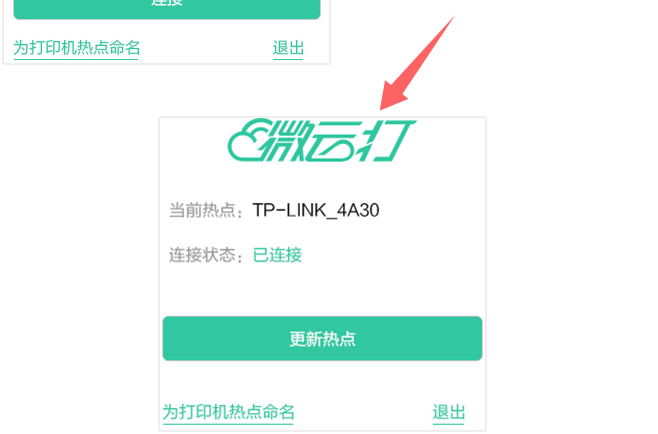 连接
为打印机热点命名 退出
微云打
当前热点：TP-LINK_4A30
连接状态：已连接
更新热点
为打印机热点命名 退出